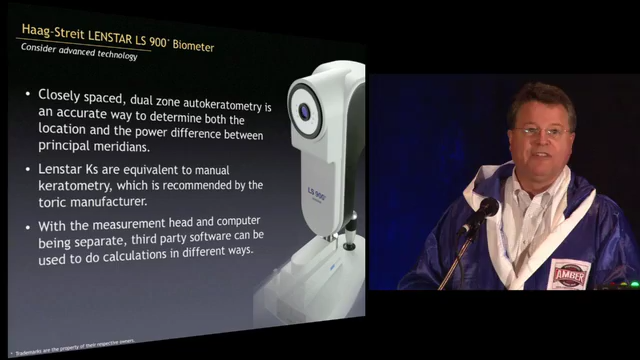 Haag-Streit LENSTAR LS 900® Biometer
Consider advanced technology
• Closely spaced, dual zone autokeratometry is
an accurate way to determine both the
location and the power difference between
principal meridians.
• Lenstar Ks are equivalent to manual
keratometry, which is recommended by the
toric manufacturer.
• With the measurement head and computer
being separate, third party software can be
used to do calculations in different ways.
LS 900®
* Trademarks are the property of their respective owners.
AMBER